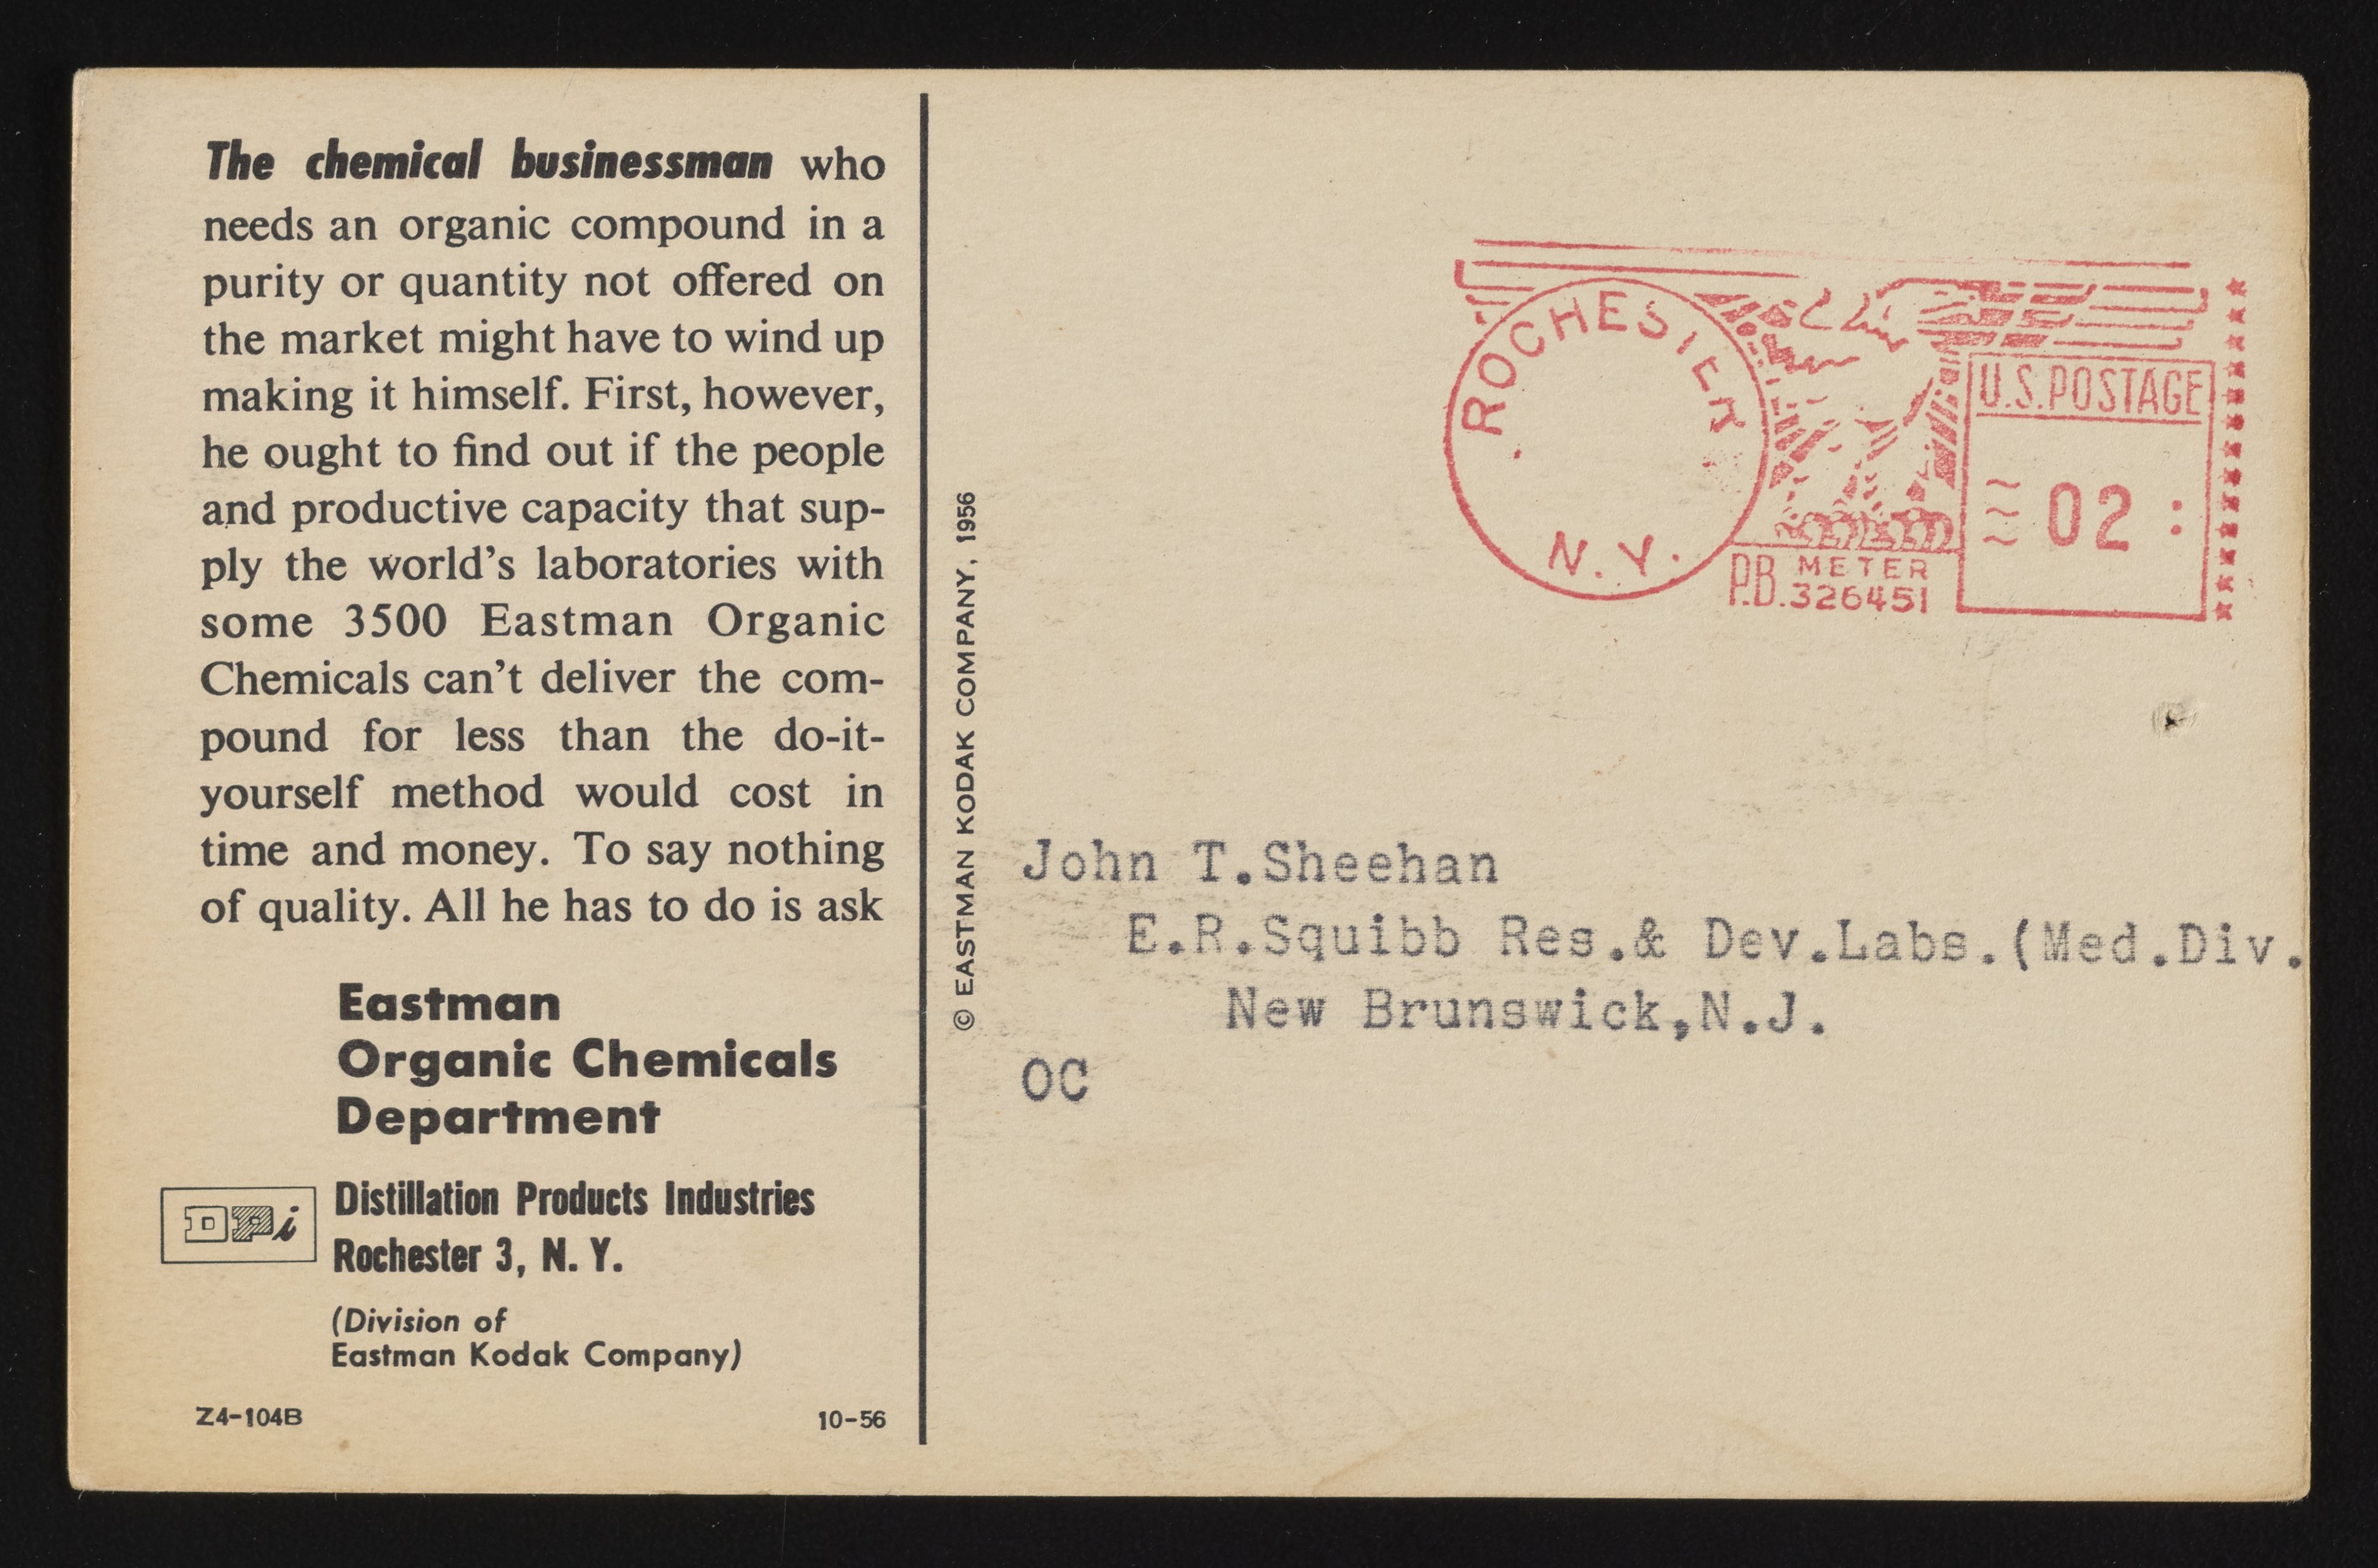 The chemical businessman who
needs an organic compound in a
purity or quantity not offered on
the market might have to wind up
making it himself. First, however,
he ought to find out if the people
and productive capacity that sup-
ply the world's laboratories with
some 3500 Eastman Organic
Chemicals can't deliver the com-
pound for less than the do-it-
yourself method would cost in
time and money. To say nothing
of quality. All he has to do is ask
Eastman
Organic Chemicals
Department
DPi
Distillation Products Industries
Rochester 3, N. Y.
(Division of
Eastman Kodak Company)
Z4-104B 10-56
© EASTMAN KODAK COMPANY, 1956
ROCHESTER
N.Y.
P.B. METER
326451
U.S. POSTAGE
02
John T.Sheehan
E.R.Squibb Res.& Dev.Labs.(Med.Div.
New Brunswick,N.J.
OC